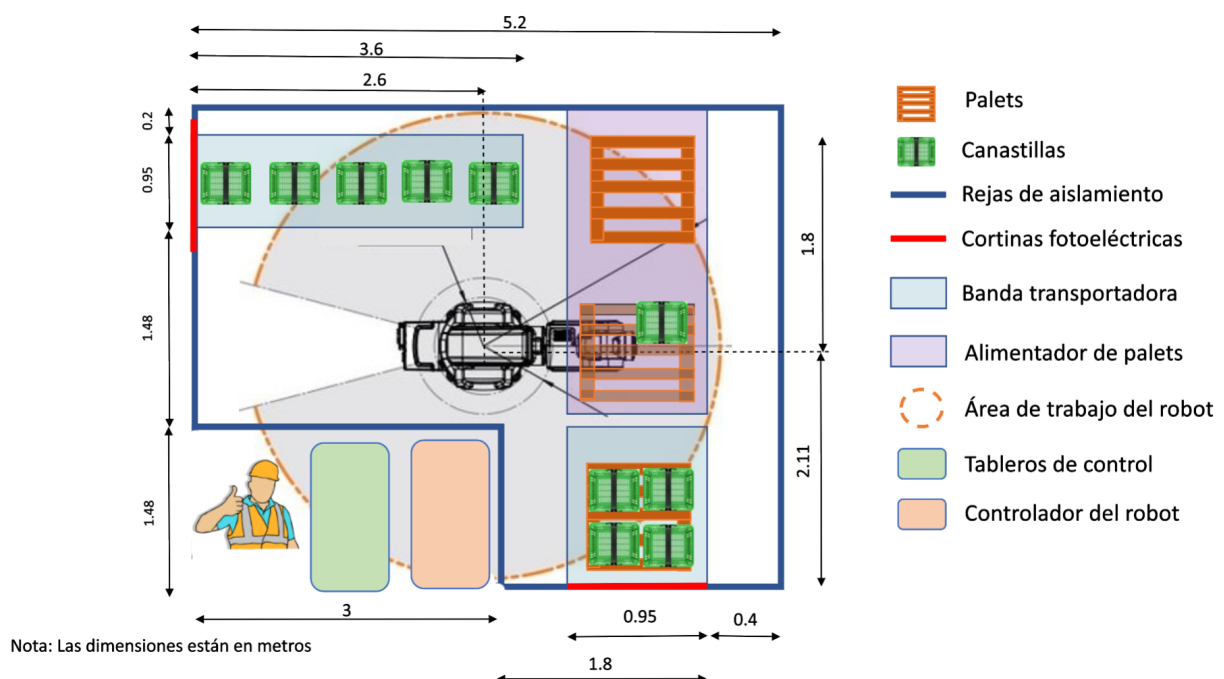 5.2
3.6
2.6
0.2
0.95
1.48
1.48
1.8
2.11
3
0.95
0.4
1.8
Palets
Canastillas
Rejas de aislamiento
Cortinas fotoeléctricas
Banda transportadora
Alimentador de palets
Área de trabajo del robot
Tableros de control
Controlador del robot
Nota: Las dimensiones están en metros